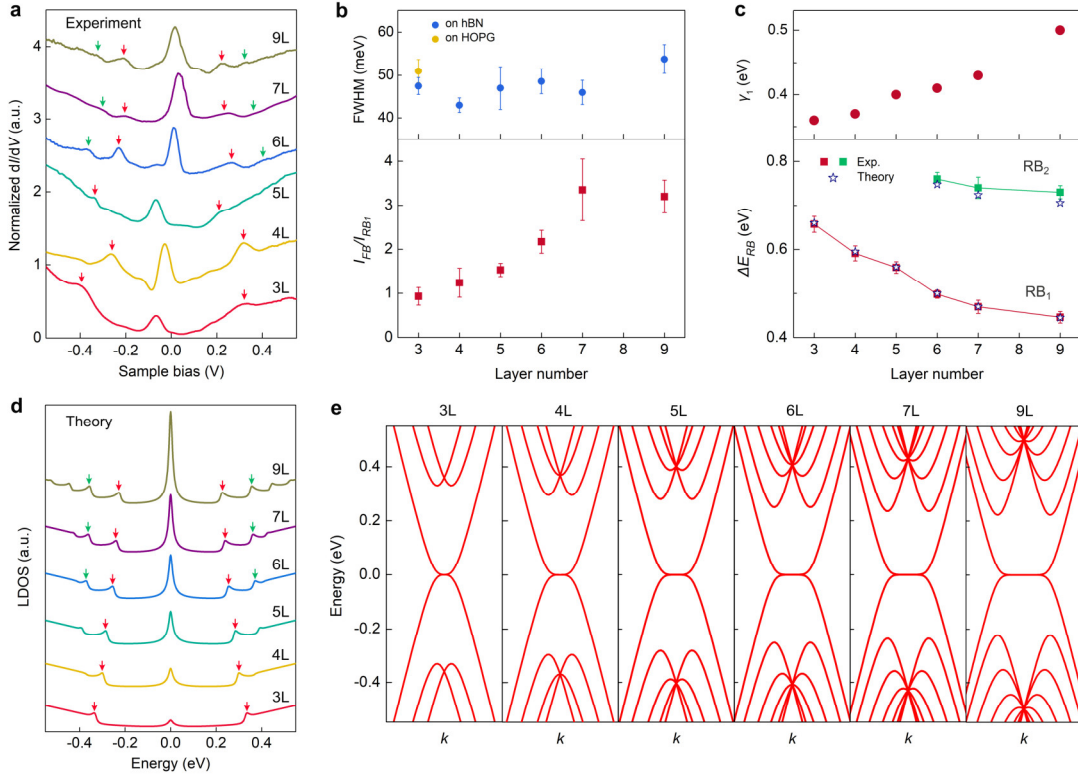 a
Experiment
9L
7L
6L
5L
4L
3L
Normalized dI/dV (a.u.)
4
3
2
1
0
-0.4
-0.2
0.0
0.2
0.4
Sample bias (V)
b
on hBN
on HOPG
FWHM (meV)
60
50
40
I_FB/I_RB1
4
3
2
1
0
3
4
5
6
7
8
9
Layer number
c
γ1 (eV)
0.5
0.4
Exp.
Theory
RB2
RB1
ΔE_RB (eV)
0.8
0.6
0.4
3
4
5
6
7
8
9
Layer number
d
Theory
9L
7L
6L
5L
4L
3L
LDOS (a.u.)
-0.4
-0.2
0.0
0.2
0.4
Energy (eV)
e
3L
4L
5L
6L
7L
9L
Energy (eV)
0.4
0.2
0.0
-0.2
-0.4
k
k
k
k
k
k